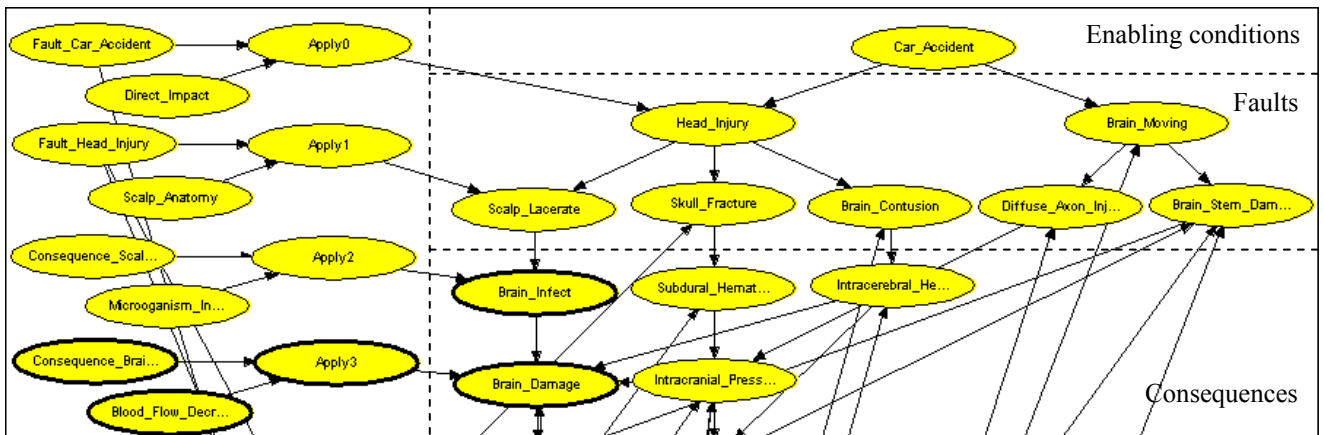 Enabling conditions
Fault_Car_Accident
Apply0
Car_Accident
Direct_Impact
Faults
Head_Injury
Brain_Moving
Fault_Head_Injury
Apply1
Scalp_Anatomy
Scalp_Lacerate
Skull_Fracture
Brain_Contusion
Diffuse_Axon_Inj...
Brain_Stem_Dam...
Consequence_Scal...
Apply2
Microoganism_In...
Brain_Infect
Subdural_Hemat...
Intracerebral_He...
Consequence_Brai...
Apply3
Brain_Damage
Intracranial_Press...
Consequences
Blood_Flow_Decr...